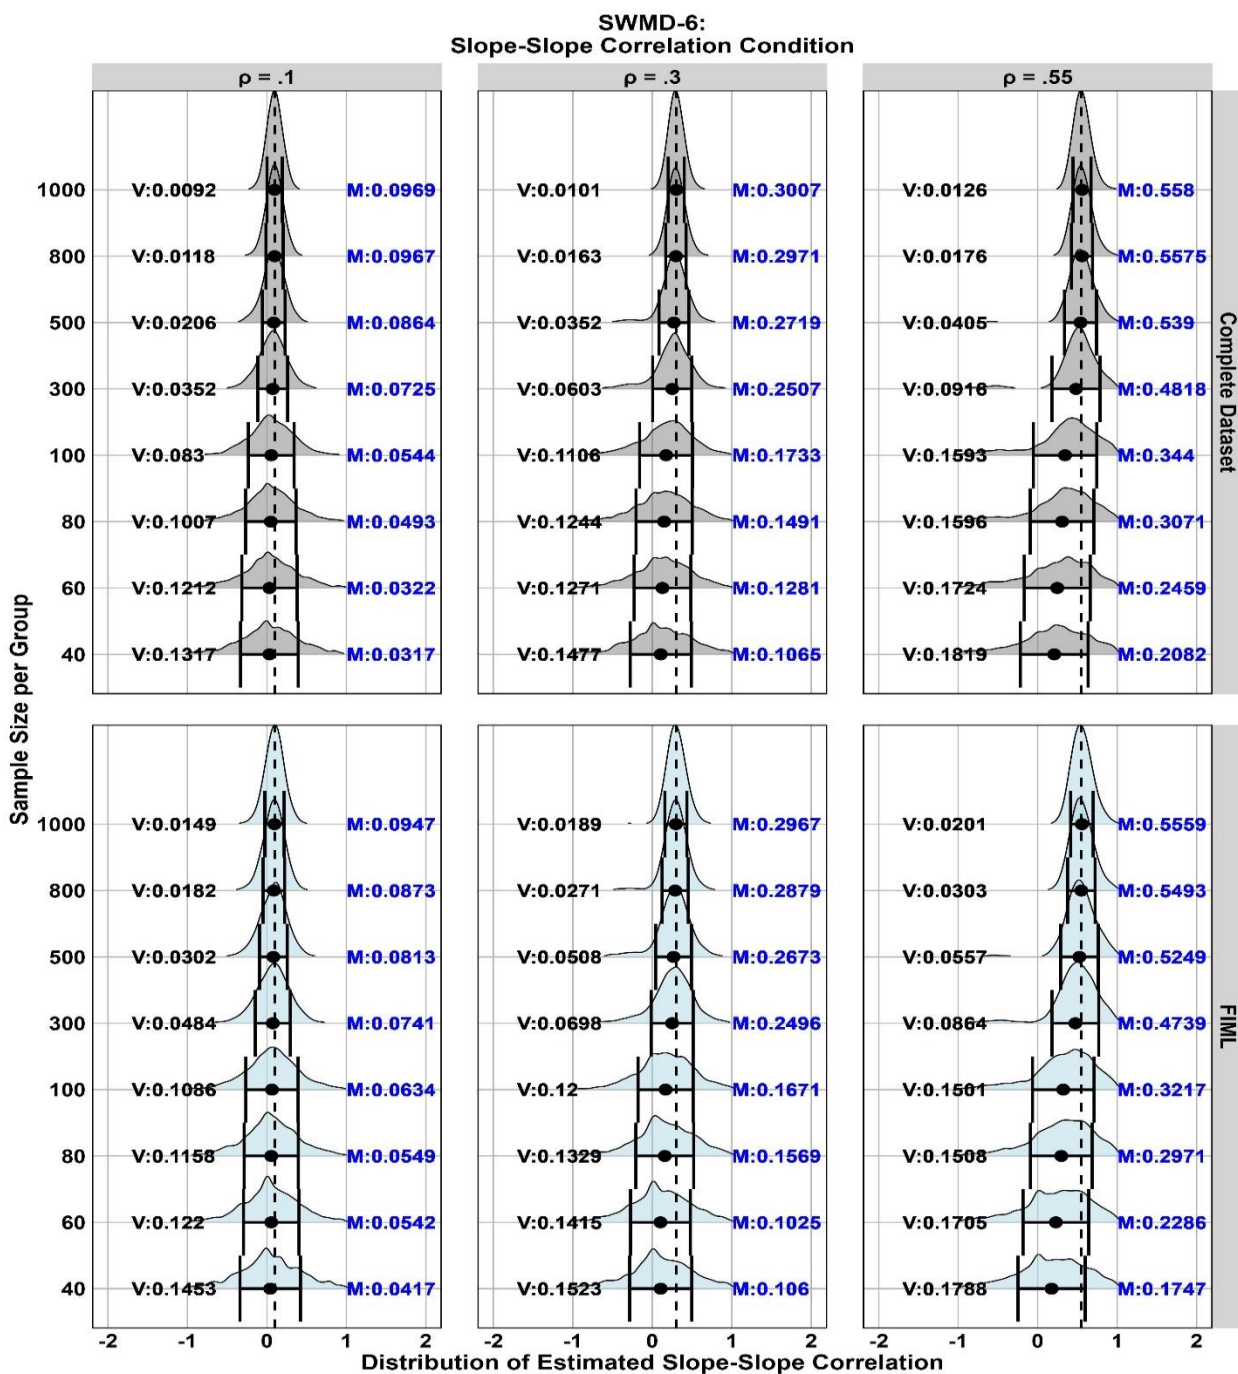 SWMD-6:
Slope-Slope Correlation Condition
ρ = .1 ρ = .3 ρ = .55
1000 V:0.0092 M:0.0969 V:0.0101 M:0.3007 V:0.0126 M:0.558
800 V:0.0118 M:0.0967 V:0.0163 M:0.2971 V:0.0176 M:0.5575
500 V:0.0206 M:0.0864 V:0.0352 M:0.2719 V:0.0405 M:0.539
300 V:0.0352 M:0.0725 V:0.0603 M:0.2507 V:0.0916 M:0.4818
100 V:0.083 M:0.0544 V:0.1106 M:0.1733 V:0.1593 M:0.344
80 V:0.1007 M:0.0493 V:0.1244 M:0.1491 V:0.1596 M:0.3071
60 V:0.1212 M:0.0322 V:0.1271 M:0.1281 V:0.1724 M:0.2459
40 V:0.1317 M:0.0317 V:0.1477 M:0.1065 V:0.1819 M:0.2082
Complete Dataset
Sample Size per Group
1000 V:0.0149 M:0.0947 V:0.0189 M:0.2967 V:0.0201 M:0.5559
800 V:0.0182 M:0.0873 V:0.0271 M:0.2879 V:0.0303 M:0.5493
500 V:0.0302 M:0.0813 V:0.0508 M:0.2673 V:0.0557 M:0.5249
300 V:0.0484 M:0.0741 V:0.0698 M:0.2496 V:0.0864 M:0.4739
100 V:0.1086 M:0.0634 V:0.12 M:0.1671 V:0.1501 M:0.3217
80 V:0.1158 M:0.0549 V:0.1329 M:0.1569 V:0.1508 M:0.2971
60 V:0.122 M:0.0542 V:0.1415 M:0.1025 V:0.1705 M:0.2286
40 V:0.1453 M:0.0417 V:0.1523 M:0.106 V:0.1788 M:0.1747
FIML
-2 -1 0 1 2 -2 -1 0 1 2 -2 -1 0 1 2
Distribution of Estimated Slope-Slope Correlation